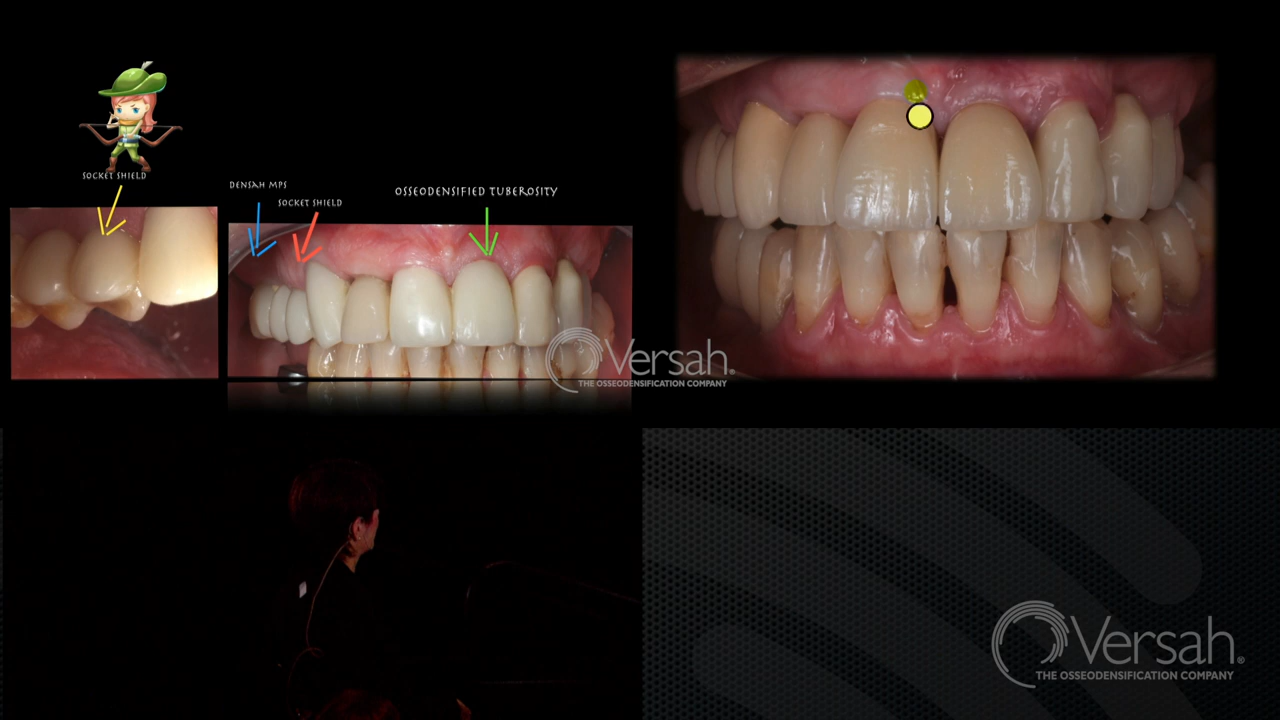 SOCKET SHIELD
DENSAH MPS
SOCKET SHIELD
OSSEODENSIFIED TUBEROSITY
Versah®
THE OSSEODENSIFICATION COMPANY
Versah®
THE OSSEODENSIFICATION COMPANY